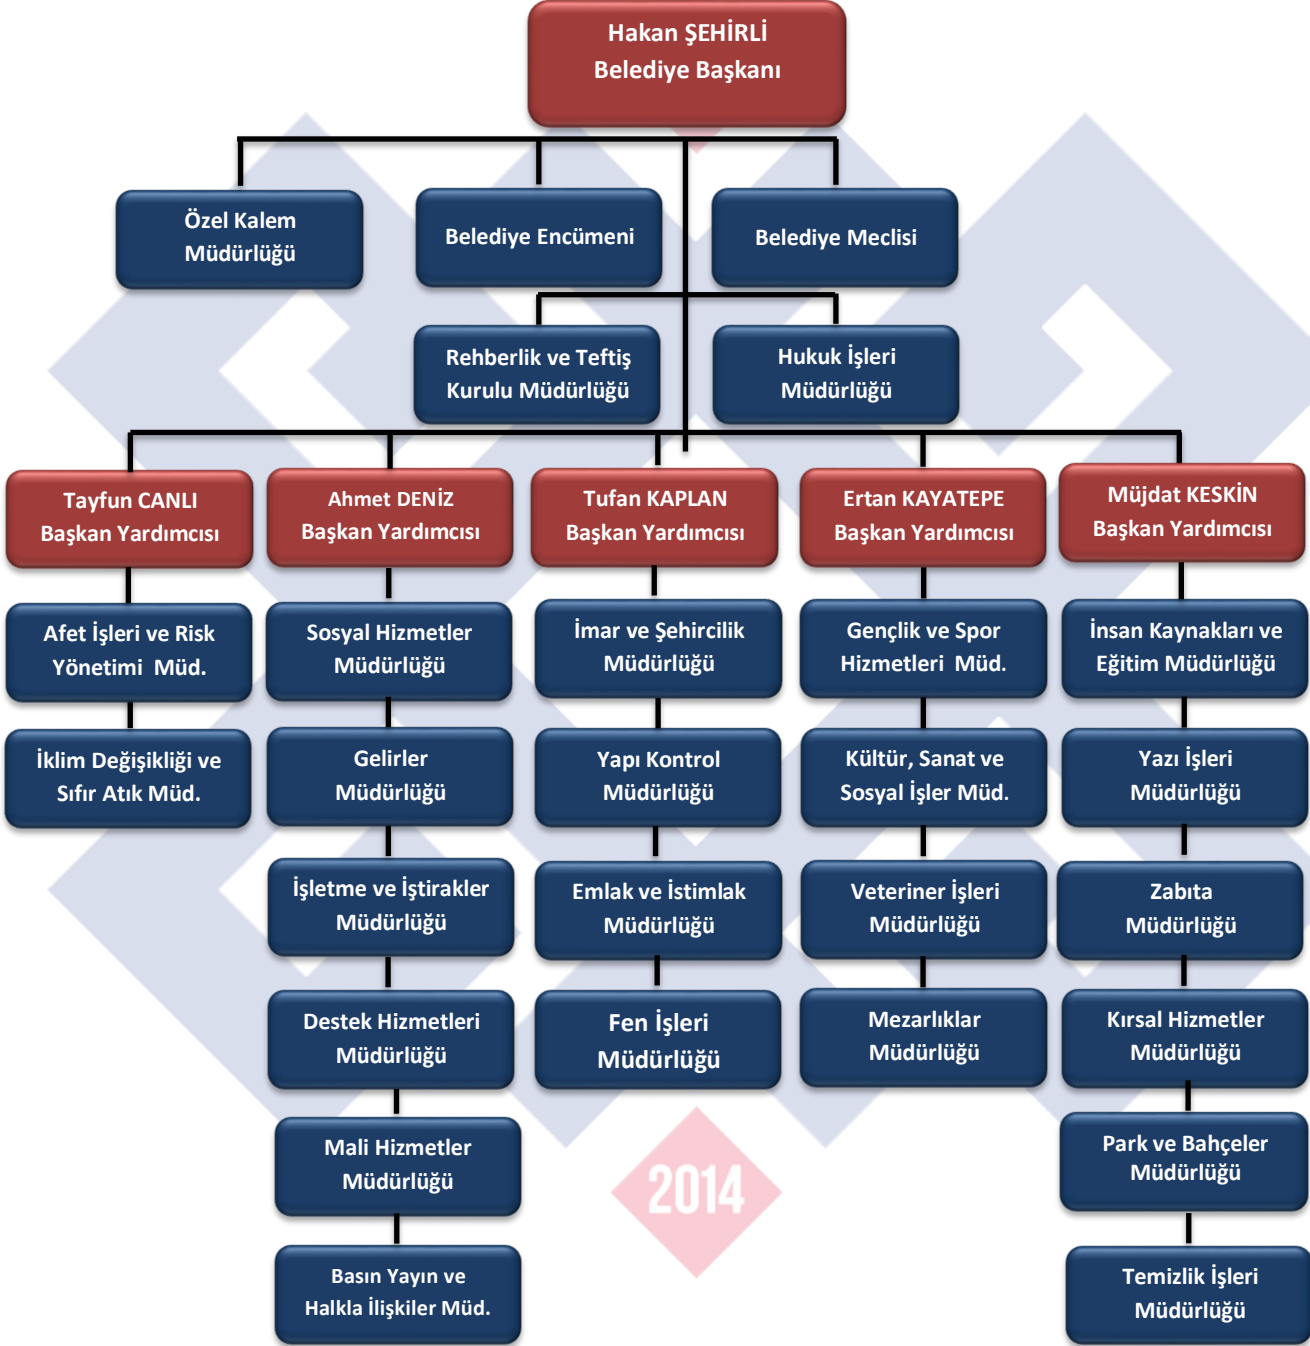 Hakan ŞEHİRLİ
Belediye Başkanı
Özel Kalem
Müdürlüğü
Belediye Encümeni
Belediye Meclisi
Rehberlik ve Teftiş
Kurulu Müdürlüğü
Hukuk İşleri
Müdürlüğü
Tayfun CANLI
Başkan Yardımcısı
Afet İşleri ve Risk
Yönetimi Müd.
İklim Değişikliği ve
Sıfır Atık Müd.
Ahmet DENİZ
Başkan Yardımcısı
Sosyal Hizmetler
Müdürlüğü
Gelirler
Müdürlüğü
İşletme ve İştirakler
Müdürlüğü
Destek Hizmetleri
Müdürlüğü
Mali Hizmetler
Müdürlüğü
Basın Yayın ve
Halkla İlişkiler Müd.
Tufan KAPLAN
Başkan Yardımcısı
İmar ve Şehircilik
Müdürlüğü
Yapı Kontrol
Müdürlüğü
Emlak ve İstimlak
Müdürlüğü
Fen İşleri
Müdürlüğü
Ertan KAYATEPE
Başkan Yardımcısı
Gençlik ve Spor
Hizmetleri Müd.
Kültür, Sanat ve
Sosyal İşler Müd.
Veteriner İşleri
Müdürlüğü
Mezarlıklar
Müdürlüğü
Müjdat KESKİN
Başkan Yardımcısı
İnsan Kaynakları ve
Eğitim Müdürlüğü
Yazı İşleri
Müdürlüğü
Zabıta
Müdürlüğü
Kırsal Hizmetler
Müdürlüğü
Park ve Bahçeler
Müdürlüğü
Temizlik İşleri
Müdürlüğü
2014